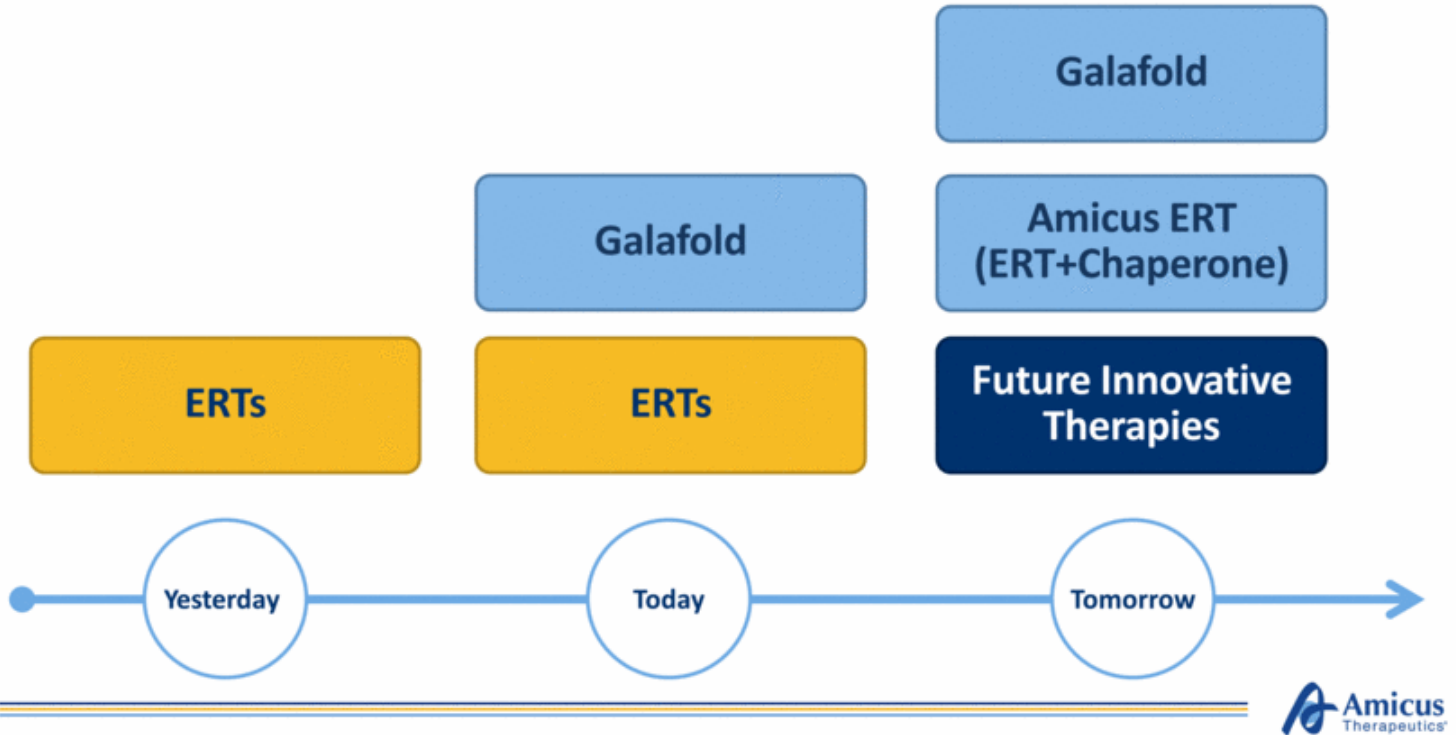 Galafold
Galafold
Amicus ERT
(ERT+Chaperone)
ERTs
ERTs
Future Innovative
Therapies
Yesterday
Today
Tomorrow
Amicus
Therapeutics®